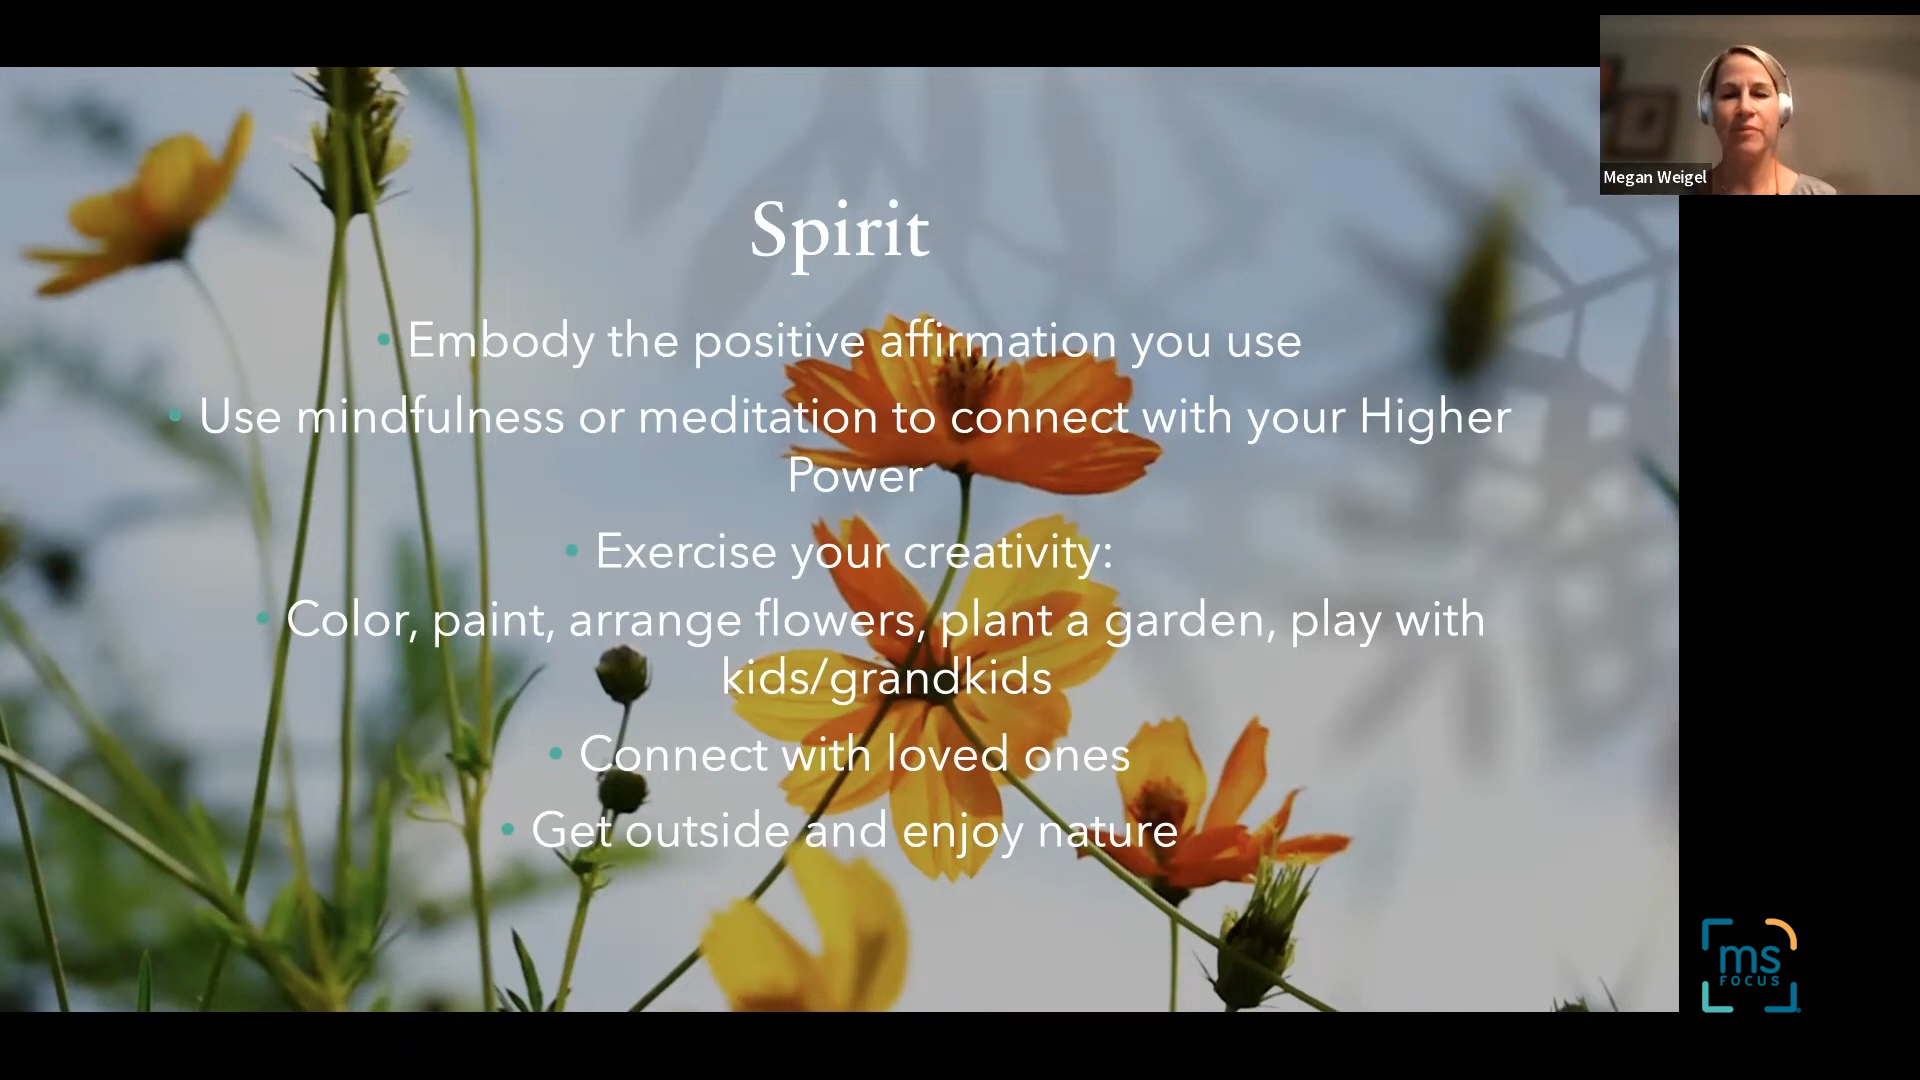 Spirit
• Embody the positive affirmation you use
• Use mindfulness or meditation to connect with your Higher
Power
• Exercise your creativity:
• Color, paint, arrange flowers, plant a garden, play with
kids/grandkids
• Connect with loved ones
• Get outside and enjoy nature
Megan Weigel
ms
FOCUS